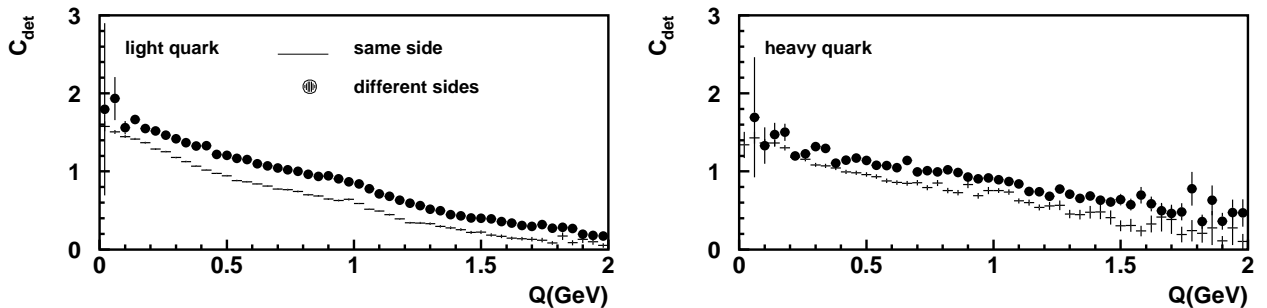 C_det
3
2
1
0
light quark
same side
different sides
0 0.5 1 1.5 2
Q(GeV)
C_det
3
2
1
0
heavy quark
0 0.5 1 1.5 2
Q(GeV)